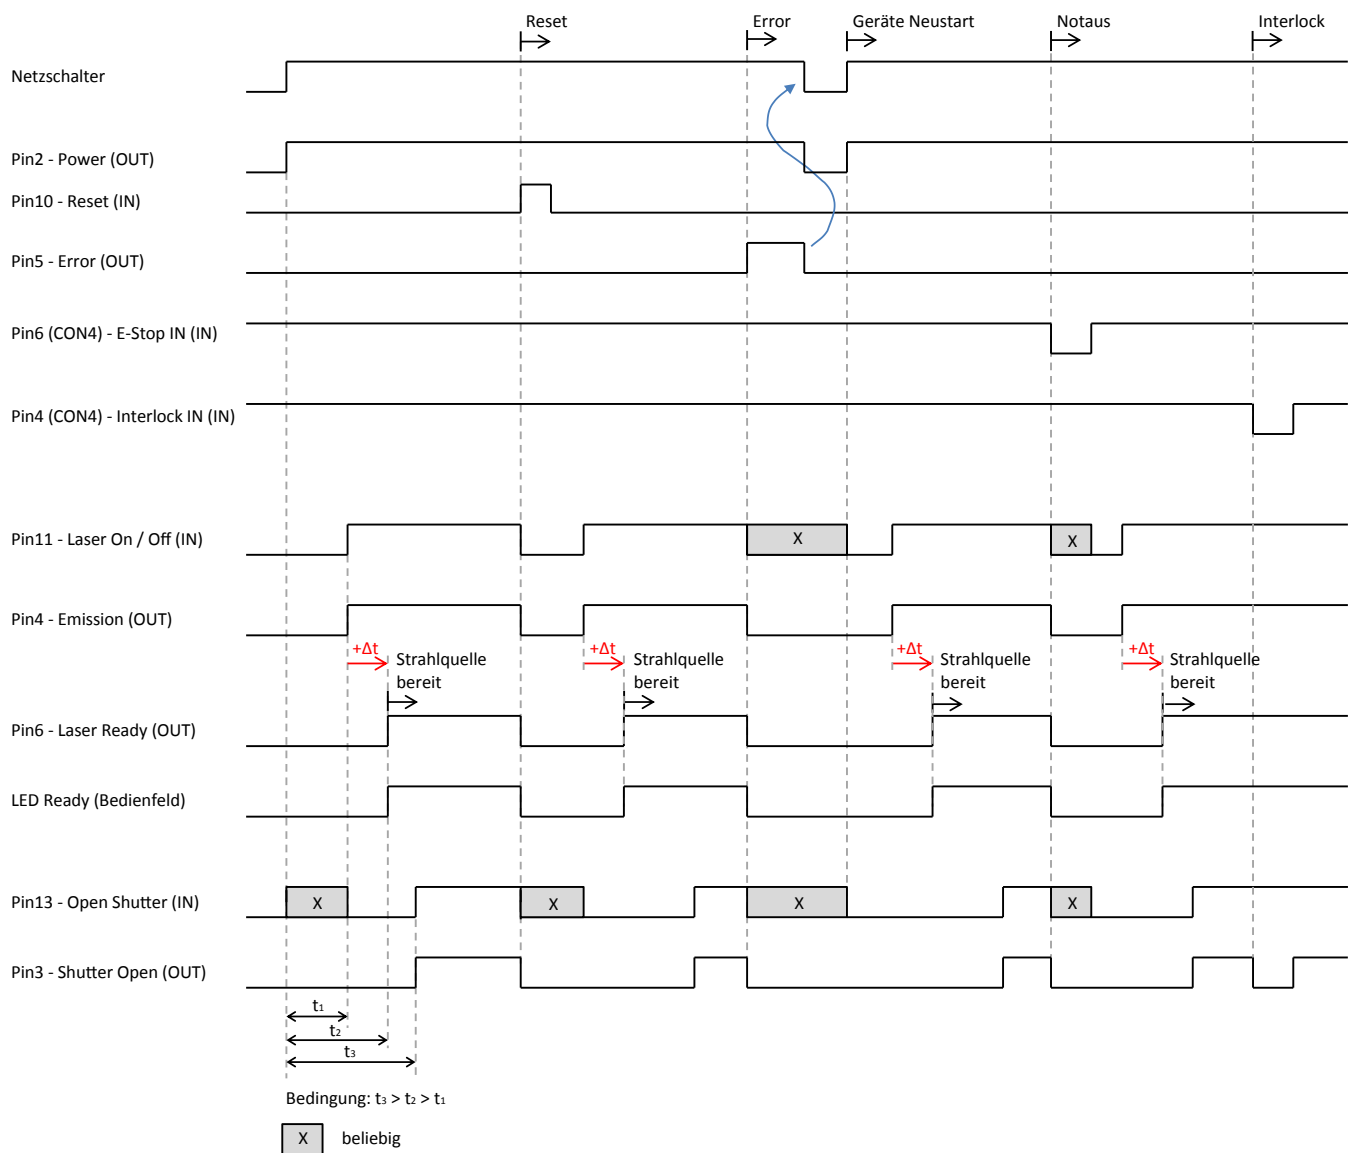 Reset
Error
Geräte Neustart
Notaus
Interlock
Netzschalter
Pin2 - Power (OUT)
Pin10 - Reset (IN)
Pin5 - Error (OUT)
Pin6 (CON4) - E-Stop IN (IN)
Pin4 (CON4) - Interlock IN (IN)
Pin11 - Laser On / Off (IN)
X
X
Pin4 - Emission (OUT)
+Δt
Strahlquelle
bereit
+Δt
Strahlquelle
bereit
+Δt
Strahlquelle
bereit
+Δt
Strahlquelle
bereit
Pin6 - Laser Ready (OUT)
LED Ready (Bedienfeld)
Pin13 - Open Shutter (IN)
X
X
X
X
Pin3 - Shutter Open (OUT)
t₁
t₂
t₃
Bedingung: t₃ > t₂ > t₁
X beliebig